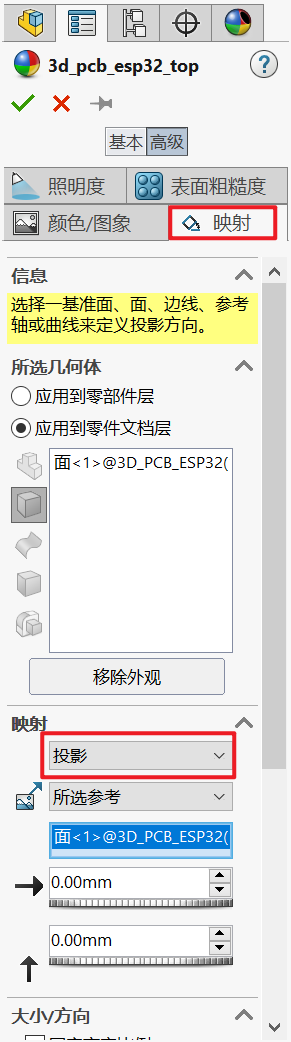 3d_pcb_esp32_top
?
基本 高级
照明度 表面粗糙度
颜色/图象 映射
信息
选择一基准面、面、边线、参考
轴或曲线来定义投影方向。
所选几何体
应用到零部件层
应用到零件文档层
面<1>@3D_PCB_ESP32(
移除外观
映射
投影
所选参考
面<1>@3D_PCB_ESP32(
0.00mm
0.00mm
大小/方向